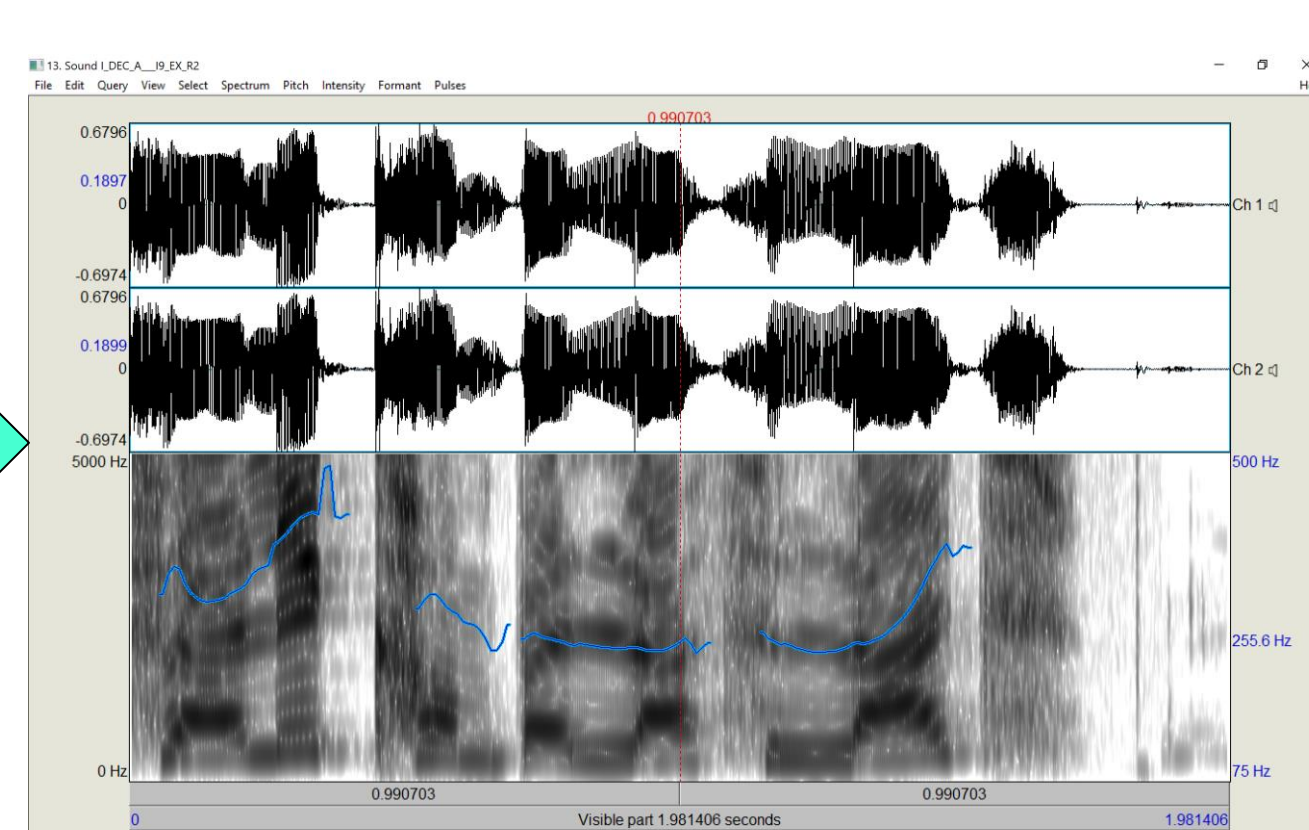 13. Sound I_DEC_A__I9_EX_R2
File Edit Query View Select Spectrum Pitch Intensity Formant Pulses
0.990703
0.6796
0.1897
0
-0.6974
Ch 1
0.6796
0.1899
0
-0.6974
Ch 2
5000 Hz
500 Hz
255.6 Hz
0 Hz
75 Hz
0.990703 0.990703
0 Visible part 1.981406 seconds 1.981406